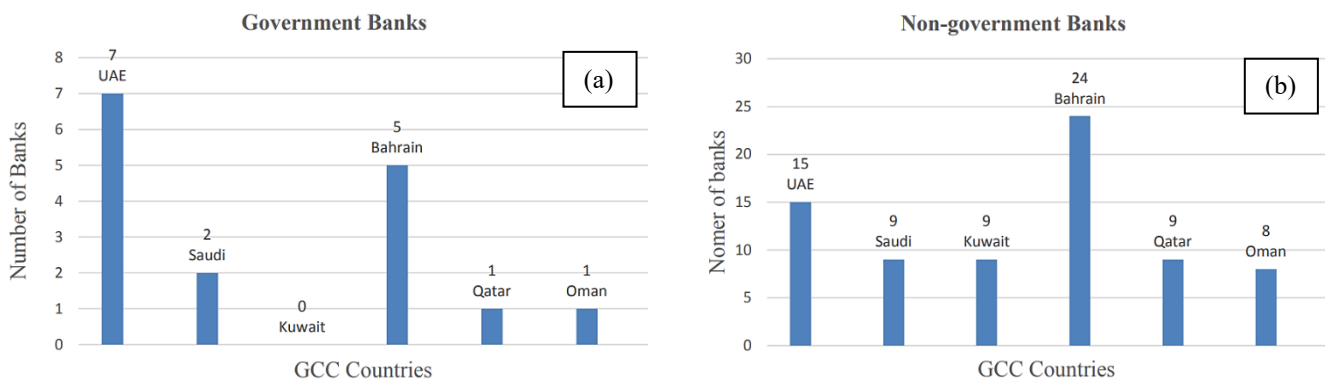 Government Banks
(a)
Number of Banks
8
7
6
5
4
3
2
1
0
7
UAE
2
Saudi
0
Kuwait
5
Bahrain
1
Qatar
1
Oman
GCC Countries
Non-government Banks
(b)
Nomer of banks
30
25
20
15
10
5
0
15
UAE
9
Saudi
9
Kuwait
24
Bahrain
9
Qatar
8
Oman
GCC Countries